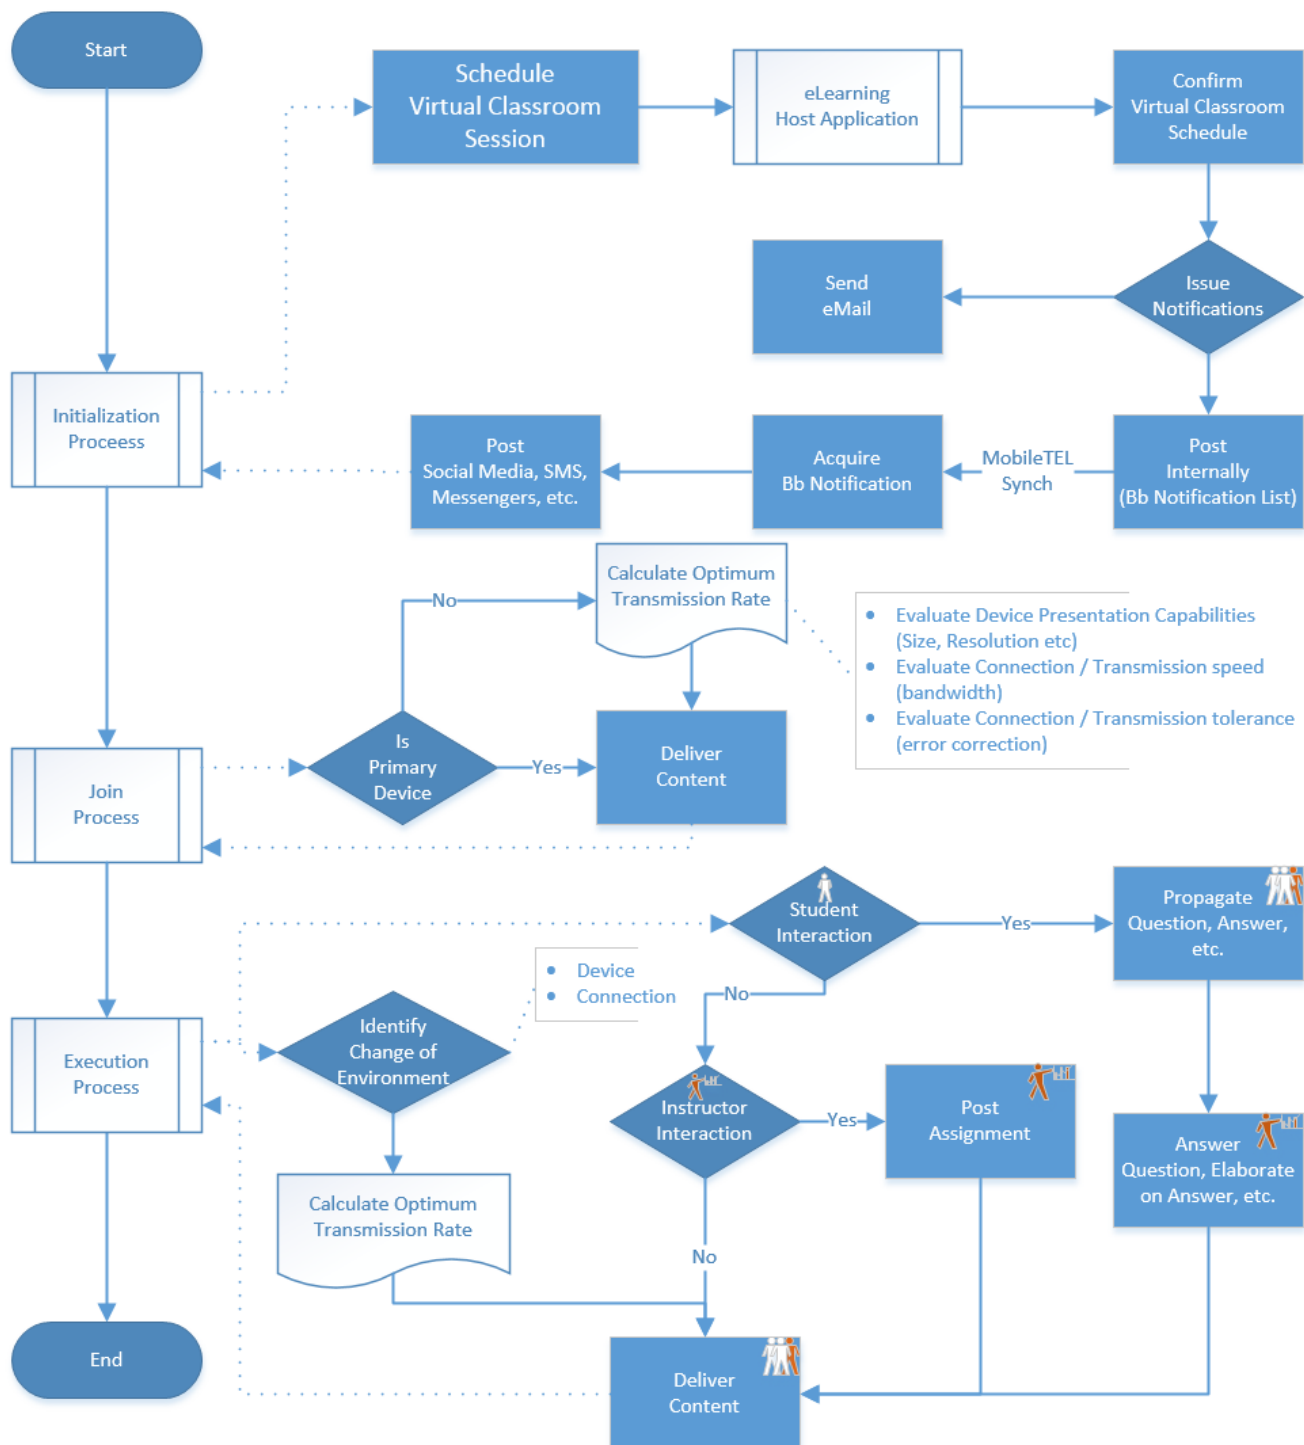 Start
Schedule
Virtual Classroom
Session
eLearning
Host Application
Confirm
Virtual Classroom
Schedule
Send
eMail
Issue
Notifications
Initialization
Proceess
Post
Social Media, SMS,
Messengers, etc.
Acquire
Bb Notification
MobileTEL
Synch
Post
Internally
(Bb Notification List)
No
Calculate Optimum
Transmission Rate
• Evaluate Device Presentation Capabilities
(Size, Resolution etc)
• Evaluate Connection / Transmission speed
(bandwidth)
• Evaluate Connection / Transmission tolerance
(error correction)
Join
Process
Is
Primary
Device
Yes
Deliver
Content
Student
Interaction
Yes
Propagate
Question, Answer,
etc.
• Device
• Connection
No
Execution
Process
Identify
Change of
Environment
Instructor
Interaction
Yes
Post
Assignment
Answer
Question, Elaborate
on Answer, etc.
Calculate Optimum
Transmission Rate
No
End
Deliver
Content